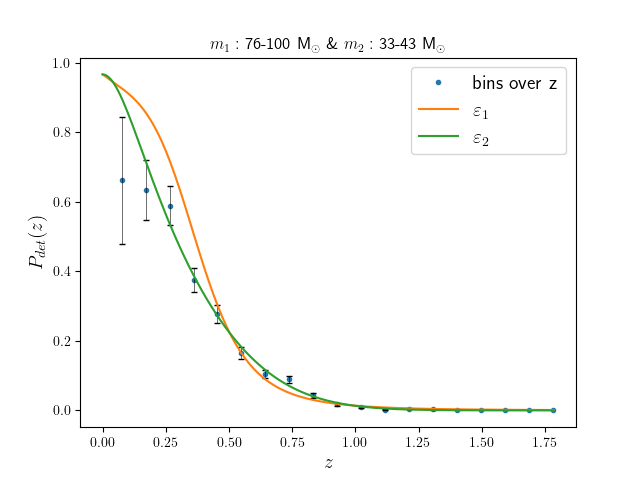 m₁ : 76-100 M⊙ & m₂ : 33-43 M⊙
P_det(z)
1.0
0.8
0.6
0.4
0.2
0.0
bins over z
ε₁
ε₂
0.00 0.25 0.50 0.75 1.00 1.25 1.50 1.75
z